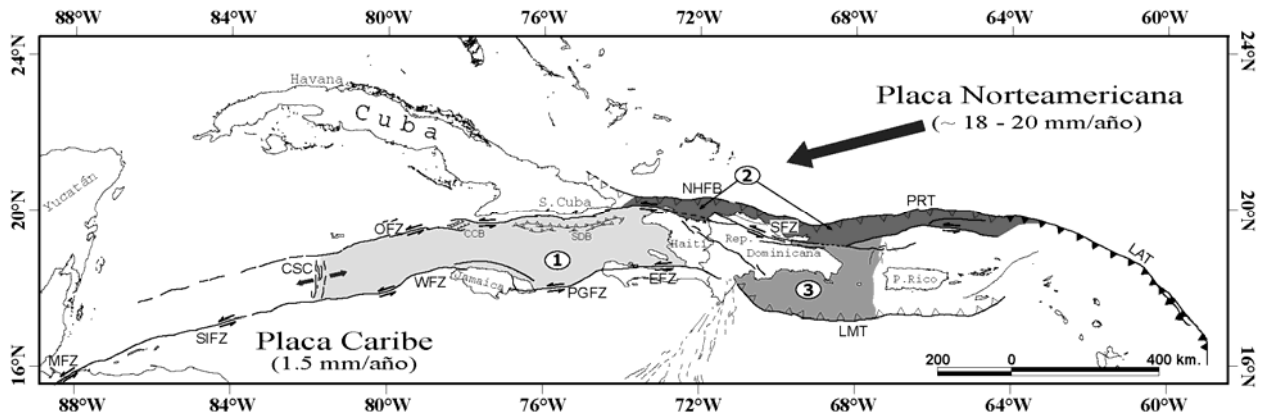 88°W 84°W 80°W 76°W 72°W 68°W 64°W 60°W
24°N
24°N
Havana
Cuba
Placa Norteamericana
(~ 18 - 20 mm/año)
Yucatán
20°N
20°N
S.Cuba
NHFB
2
PRT
OFZ
CCB
SDB
SFZ
Haiti
Rep.
Dominicana
LAT
CSC
1
WFZ
Jamaica
PGFZ
EFZ
3
P.Rico
SIFZ
LMT
Placa Caribe
(1.5 mm/año)
MFZ
16°N
16°N
200 0 400 km.
88°W 84°W 80°W 76°W 72°W 68°W 64°W 60°W